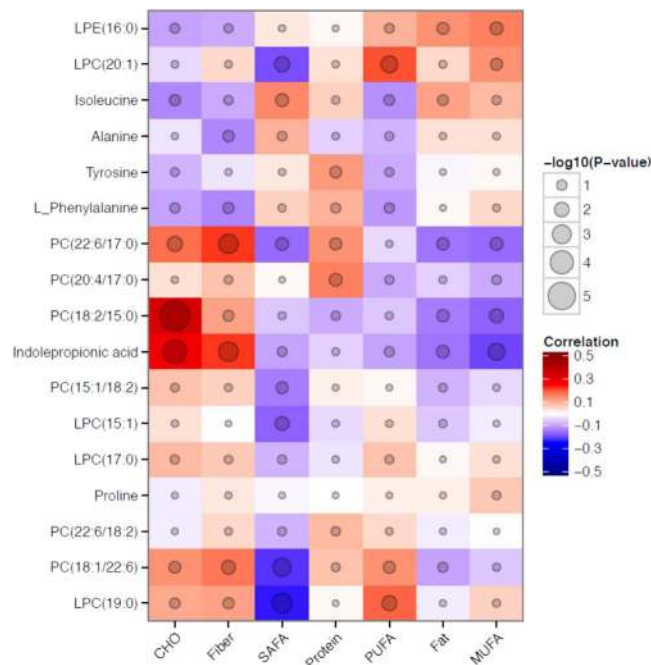 LPE(16:0)
LPC(20:1)
Isoleucine
Alanine
Tyrosine
L_Phenylalanine
PC(22:6/17:0)
PC(20:4/17:0)
PC(18:2/15:0)
Indolepropionic acid
PC(15:1/18:2)
LPC(15:1)
LPC(17:0)
Proline
PC(22:6/18:2)
PC(18:1/22:6)
LPC(19:0)
CHO
Fiber
SAFA
Protein
PUFA
Fat
MUFA
-log10(P-value)
1
2
3
4
5
Correlation
0.5
0.3
0.1
-0.1
-0.3
-0.5